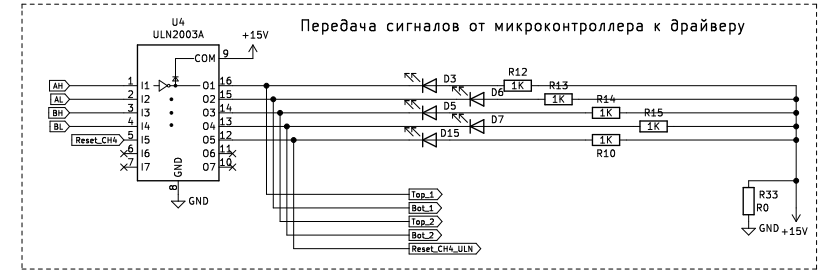 Передача сигналов от микроконтроллера к драйверу
U4
ULN2003A
+15V
COM 9
AH 1 I1 O1 16 D3 R12 1K
AL 2 I2 O2 15 D6 R13 1K
BH 3 I3 O3 14 D5 R14 1K
BL 4 I4 O4 13 D7 R15 1K
Reset_CH4 5 I5 O5 12 D15 1K R10
6 I6 O6 11
7 I7 O7 10
GND
8
GND
Top_1
Bot_1
Top_2
Bot_2
Reset_CH4_ULN
R33
R0
GND +15V